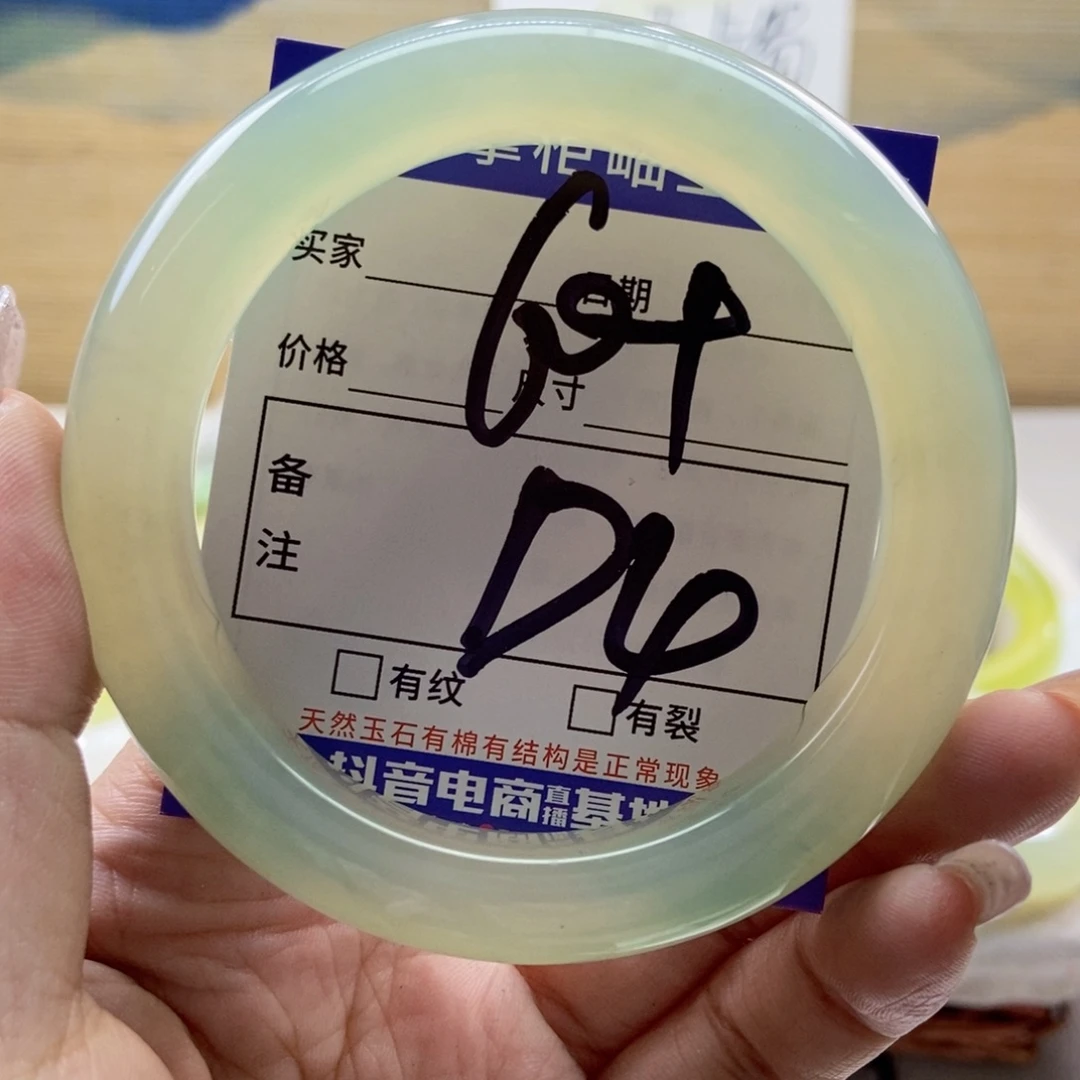 买家 日期
价格 尺寸
备注
D4
有纹 有裂
天然玉石有棉有结构是正常现象
抖音电商直播基地